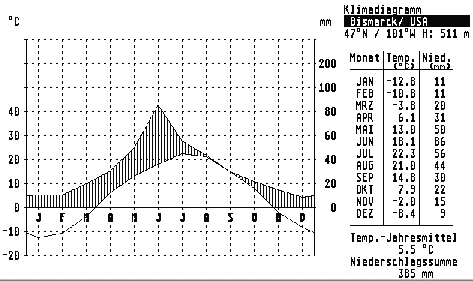 °C
mm
200
100
40 80
30 60
20 40
10 20
0 0
J F M A M J J A S O N D
-10
-20
Klimadiagramm
Bismarck/ USA
47°N / 101°W H: 511 m
Monat Temp. Nied.
(°C) (mm)
JAN -12.8 11
FEB -10.8 11
MRZ -3.8 20
APR 6.1 31
MAI 13.0 50
JUN 18.1 86
JUL 22.3 56
AUG 21.0 44
SEP 14.8 30
OKT 7.9 22
NOV -2.0 15
DEZ -8.4 9
Temp.-Jahresmittel
5.5 °C
Niederschlagssumme
385 mm